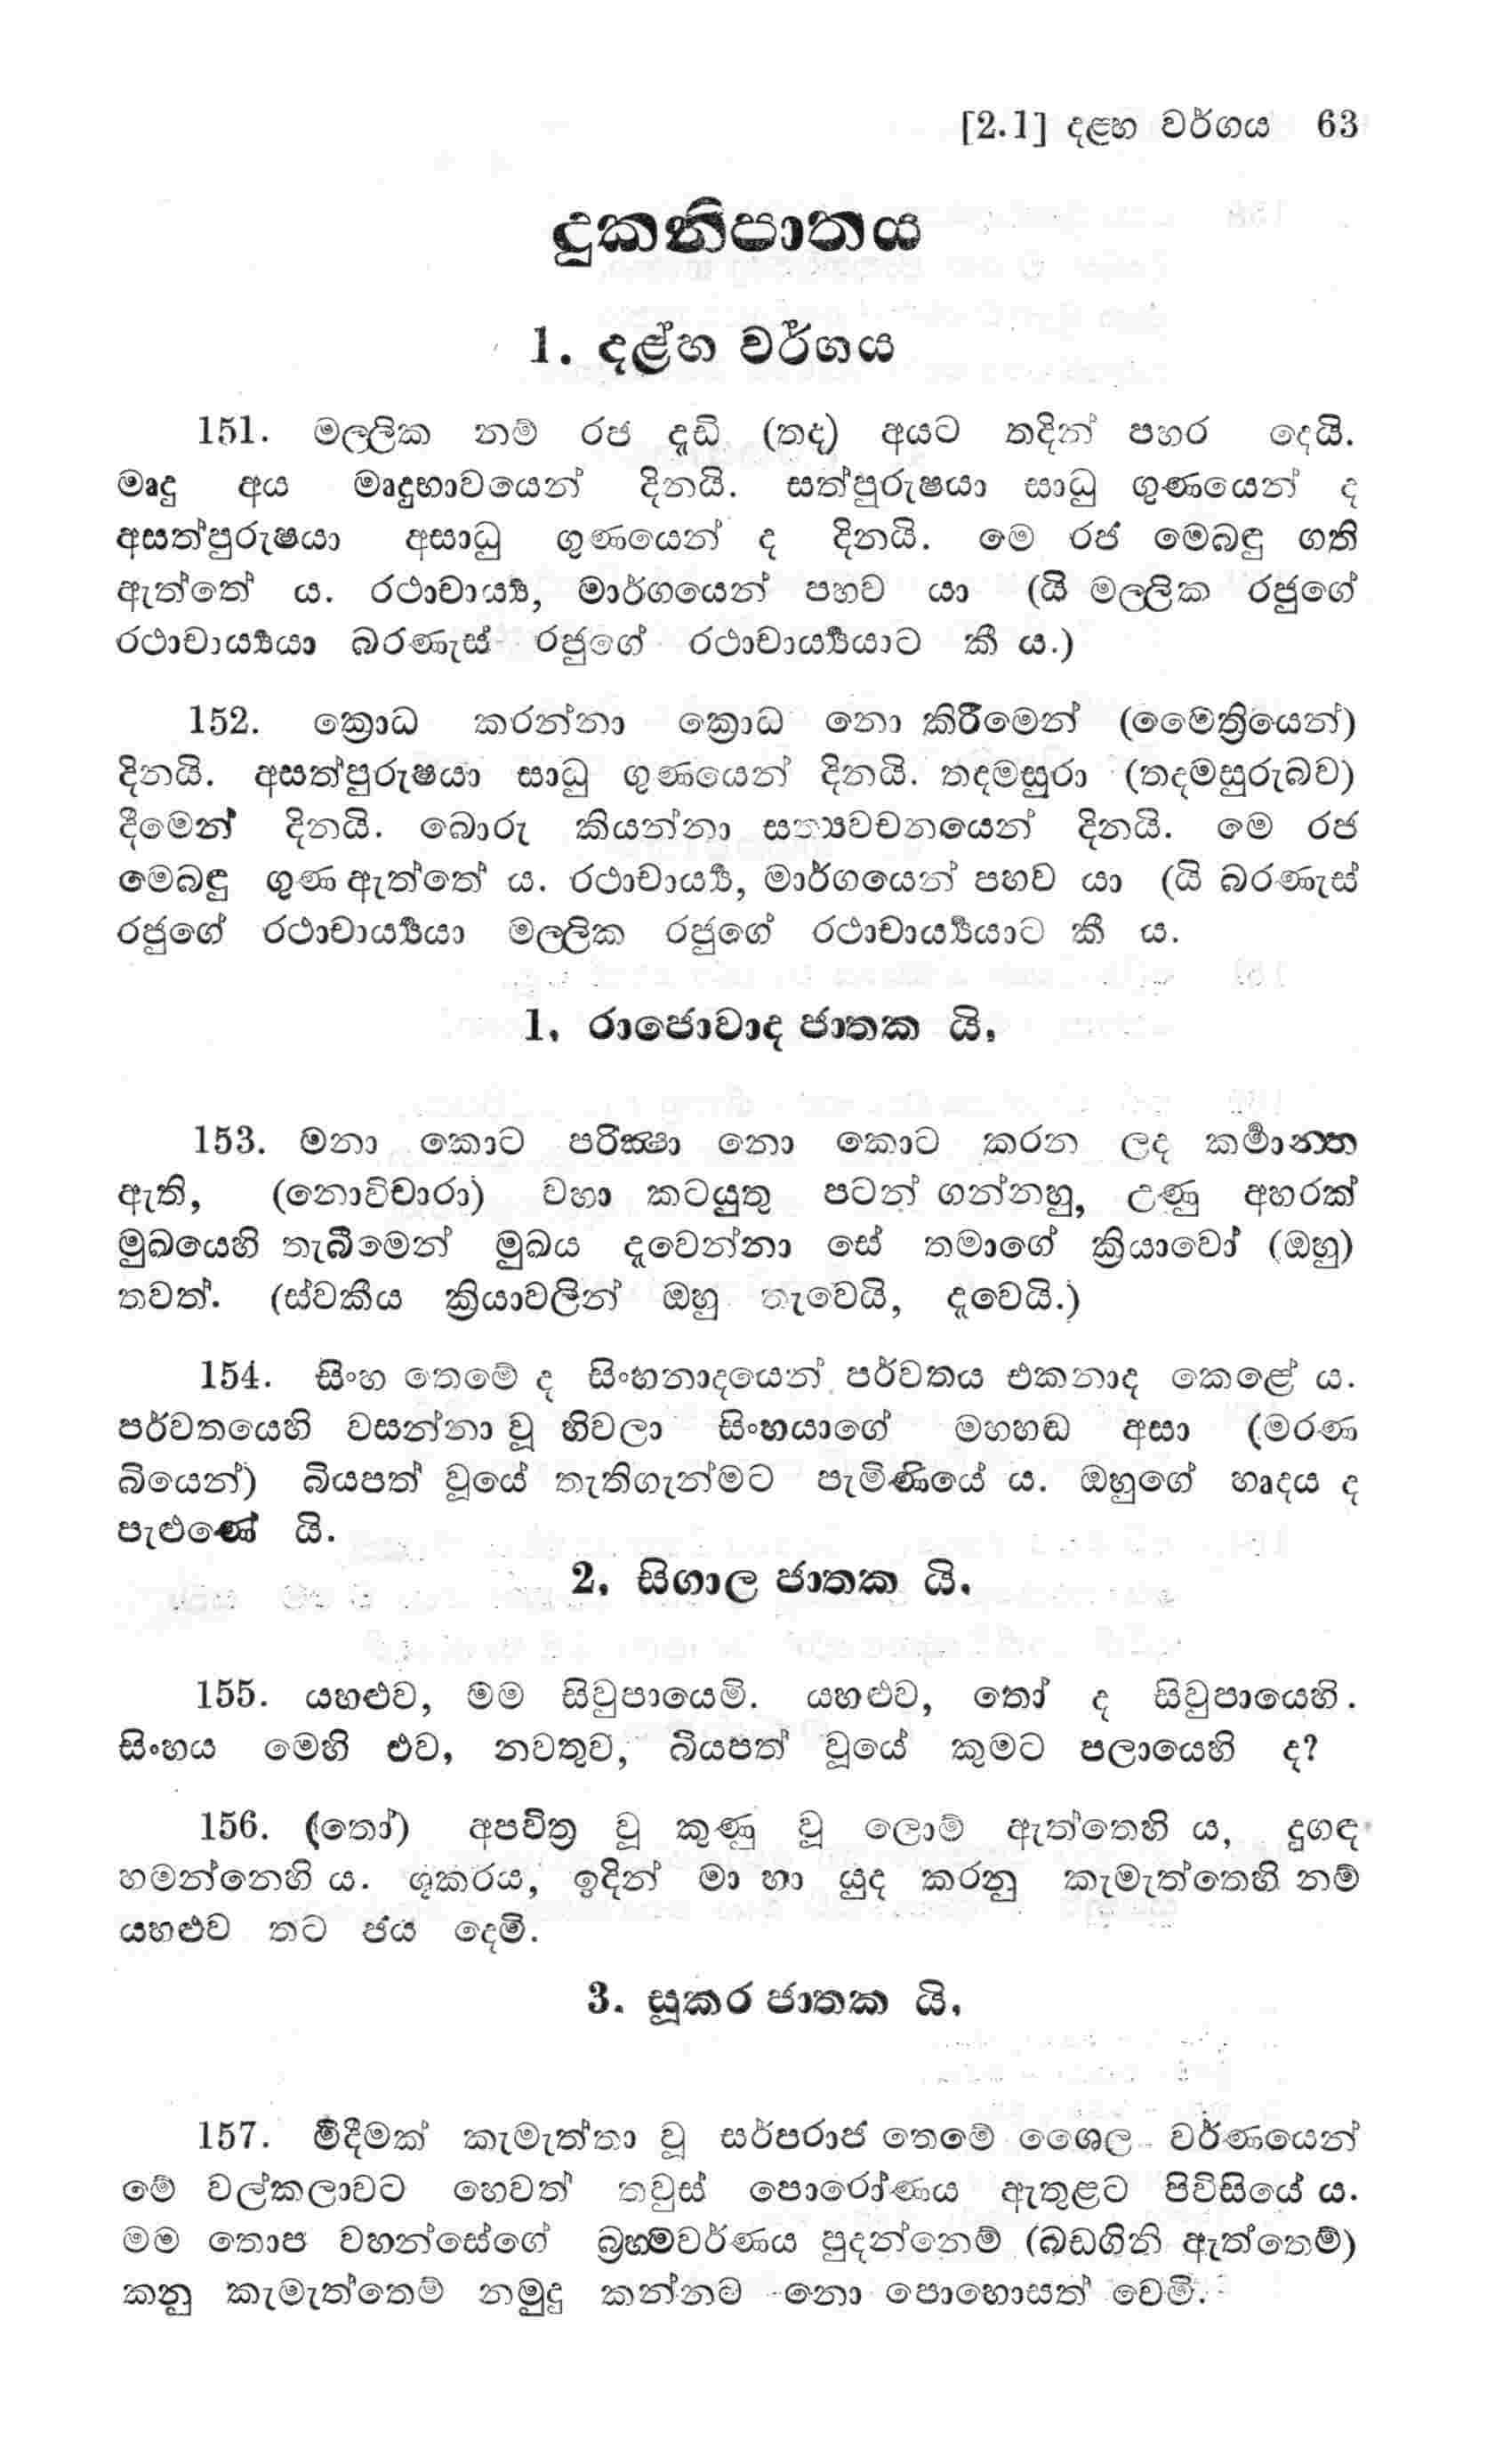 [2.1] දළහ වර්ගය 63
දුකනිපාතය
1. දළ්හ වර්ගය
151. මල්ලික නම් රජ දැඩි (තද) අයට තදින් පහර දෙයි.
මෘදු අය මෘදුභාවයෙන් දිනයි. සත්පුරුෂයා සාධු ගුණයෙන් ද
අසත්පුරුෂයා අසාධු ගුණයෙන් ද දිනයි. මෙ රජ මෙබඳු ගති
ඇත්තේ ය. රථාචාර්‍ය්‍ය, මාර්ගයෙන් පහව යා (යි මල්ලික රජුගේ
රථාචාර්‍ය්‍යයා බරණැස් රජුගේ රථාචාර්‍ය්‍යයාට කී ය.)
152. ක්‍රොධ කරන්නා ක්‍රොධ නො කිරීමෙන් (මෛත්‍රියෙන්)
දිනයි. අසත්පුරුෂයා සාධු ගුණයෙන් දිනයි. තදමසුරා (තදමසුරුබව)
දීමෙන් දිනයි. බොරු කියන්නා සත්‍යවචනයෙන් දිනයි. මෙ රජ
මෙබඳු ගුණ ඇත්තේ ය. රථාචාර්‍ය්‍ය, මාර්ගයෙන් පහව යා (යි බරණැස්
රජුගේ රථාචාර්‍ය්‍යයා මල්ලික රජුගේ රථාචාර්‍ය්‍යයාට කී ය.
1. රාජොවාද ජාතක යි.
153. මනා කොට පරීක්‍ෂා නො කොට කරන ලද කර්‍මාන්ත
ඇති, (නොවිචාරා) වහා කටයුතු පටන් ගන්නහු, උණු අහරක්
මුඛයෙහි තැබීමෙන් මුඛය දැවෙන්නා සේ තමාගේ ක්‍රියාවෝ (ඔහු)
තවත්. (ස්වකීය ක්‍රියාවලින් ඔහු තැවෙයි, දැවෙයි.)
154. සිංහ තෙමේ ද සිංහනාදයෙන් පර්වතය එකනාද කෙළේ ය.
පර්වතයෙහි වසන්නා වූ හිවලා සිංහයාගේ මහහඬ අසා (මරණ
බියෙන්) බියපත් වූයේ තැතිගැන්මට පැමිණියේ ය. ඔහුගේ හෘදය ද
පැළුණේ යි.
2. සිගාල ජාතක යි.
155. යහළුව, මම සිවුපායෙමි. යහළුව, තෝ ද සිවුපායෙහි.
සිංහය මෙහි එව, නවතුව, බියපත් වූයේ කුමට පලායෙහි ද?
156. (තෝ) අපවිත්‍ර වූ කුණු වූ ලොම් ඇත්තෙහි ය, දුගඳ
හමන්නෙහි ය. ශූකරය, ඉදින් මා හා යුද කරනු කැමැත්තෙහි නම්
යහළුව තට ජය දෙමි.
3. සූකර ජාතක යි.
157. මිදීමක් කැමැත්තා වූ සර්පරාජ තෙමේ ශෛල වර්ණයෙන්
මේ වල්කලාවට හෙවත් තවුස් පොරෝණය ඇතුළට පිවිසියේ ය.
මම තොප වහන්සේගේ බ්‍රහ්මවර්ණය පුදන්නෙම් (බඩගිනි ඇත්තෙම්)
කනු කැමැත්තෙම් නමුදු කන්නට නො පොහොසත් වෙමි.